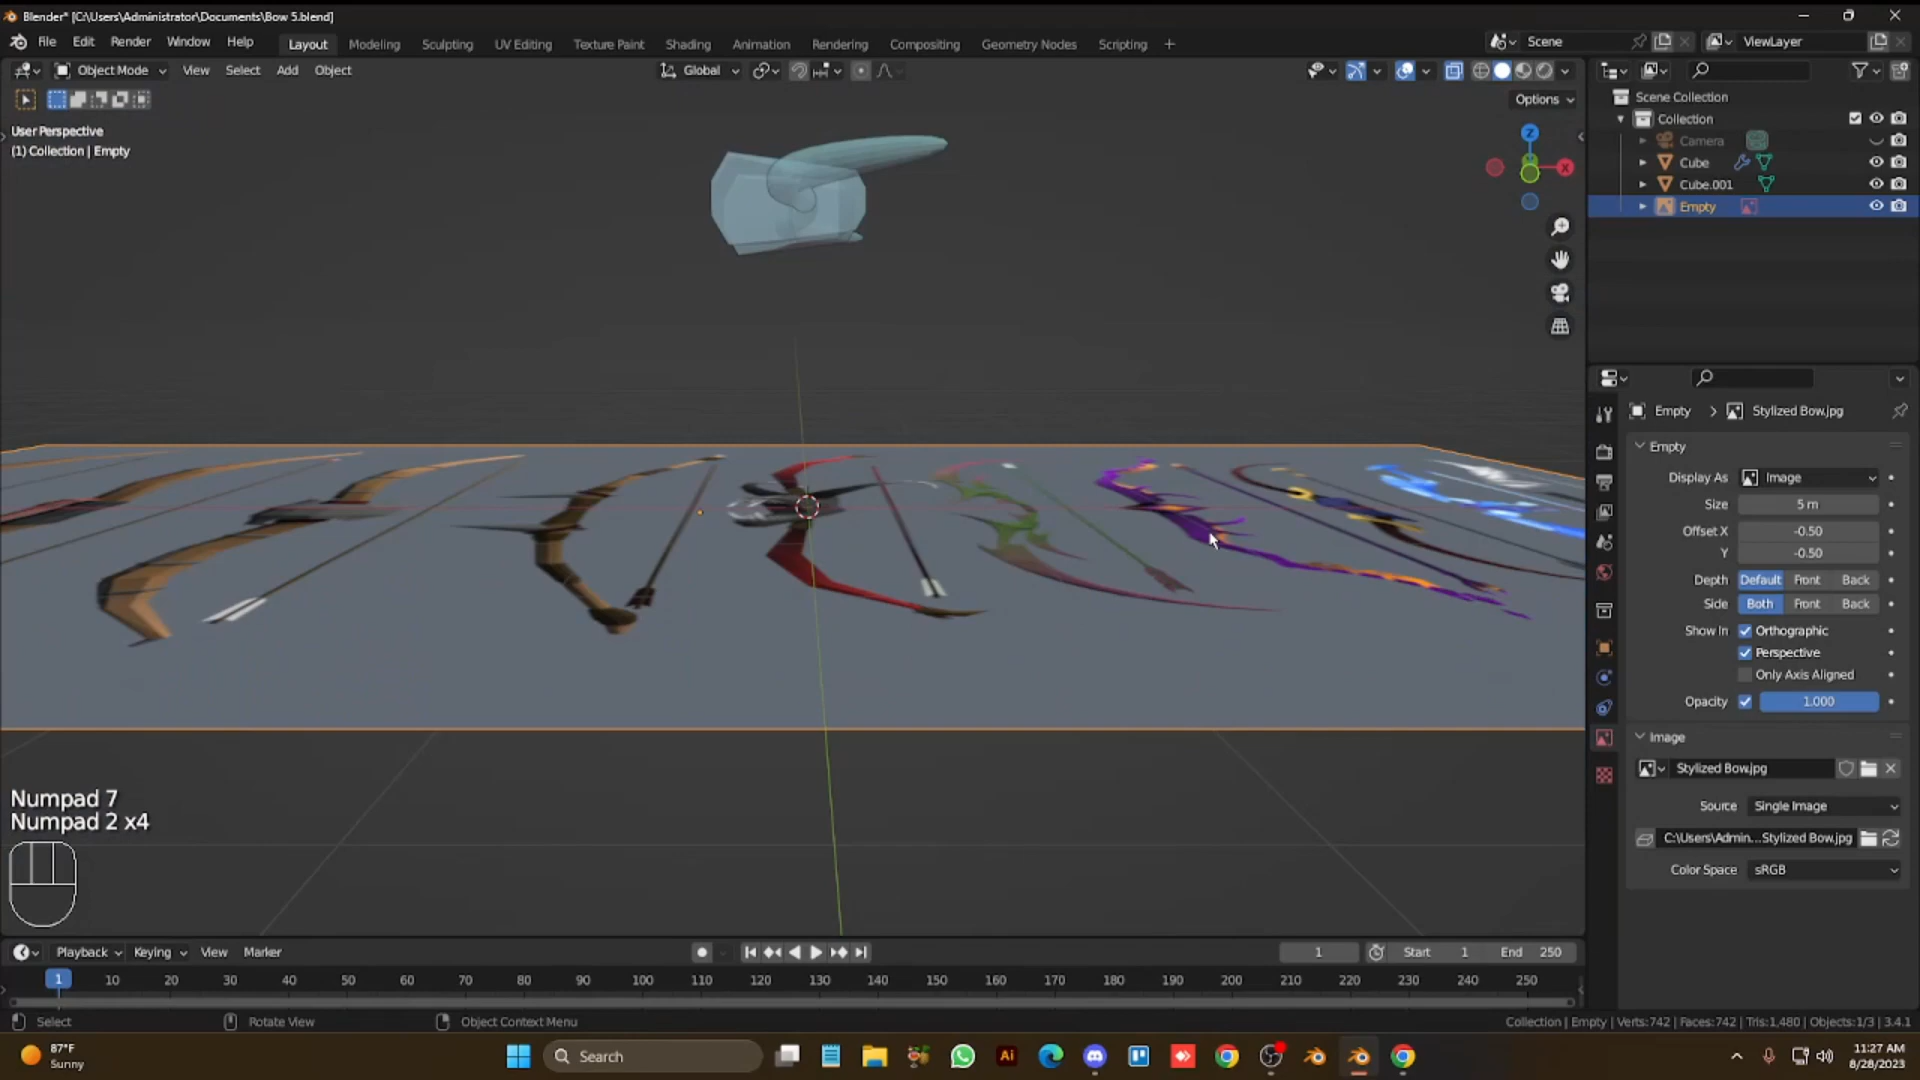 Blender* [C:\Users\Administrator\Documents\Bow 5.blend]
File Edit Render Window Help Layout Modeling Sculpting UV Editing Texture Paint Shading Animation Rendering Compositing Geometry Nodes Scripting + Scene ViewLayer
Object Mode View Select Add Object Global
Options
User Perspective
(1) Collection | Empty
Z
X
Scene Collection
Collection
Camera
Cube
Cube.001
Empty
Empty > Stylized Bow.jpg
Empty
Display As Image
Size 5 m
Offset X -0.50
Y -0.50
Depth Default Front Back
Side Both Front Back
Show In Orthographic
Perspective
Only Axis Aligned
Opacity 1.000
Image
Stylized Bow.jpg
Source Single Image
C:\Users\Admin...Stylized Bow.jpg
Color Space sRGB
Numpad 7
Numpad 2 x4
Playback Keying View Marker 1 Start 1 End 250
1 10 20 30 40 50 60 70 80 90 100 110 120 130 140 150 160 170 180 190 200 210 220 230 240 250
Select Rotate View Object Context Menu Collection | Empty | Verts:742 | Faces:742 | Tris:1,480 | Objects:1/3 | 3.4.1
87°F
Sunny
Search
Ai
11:27 AM
8/28/2023